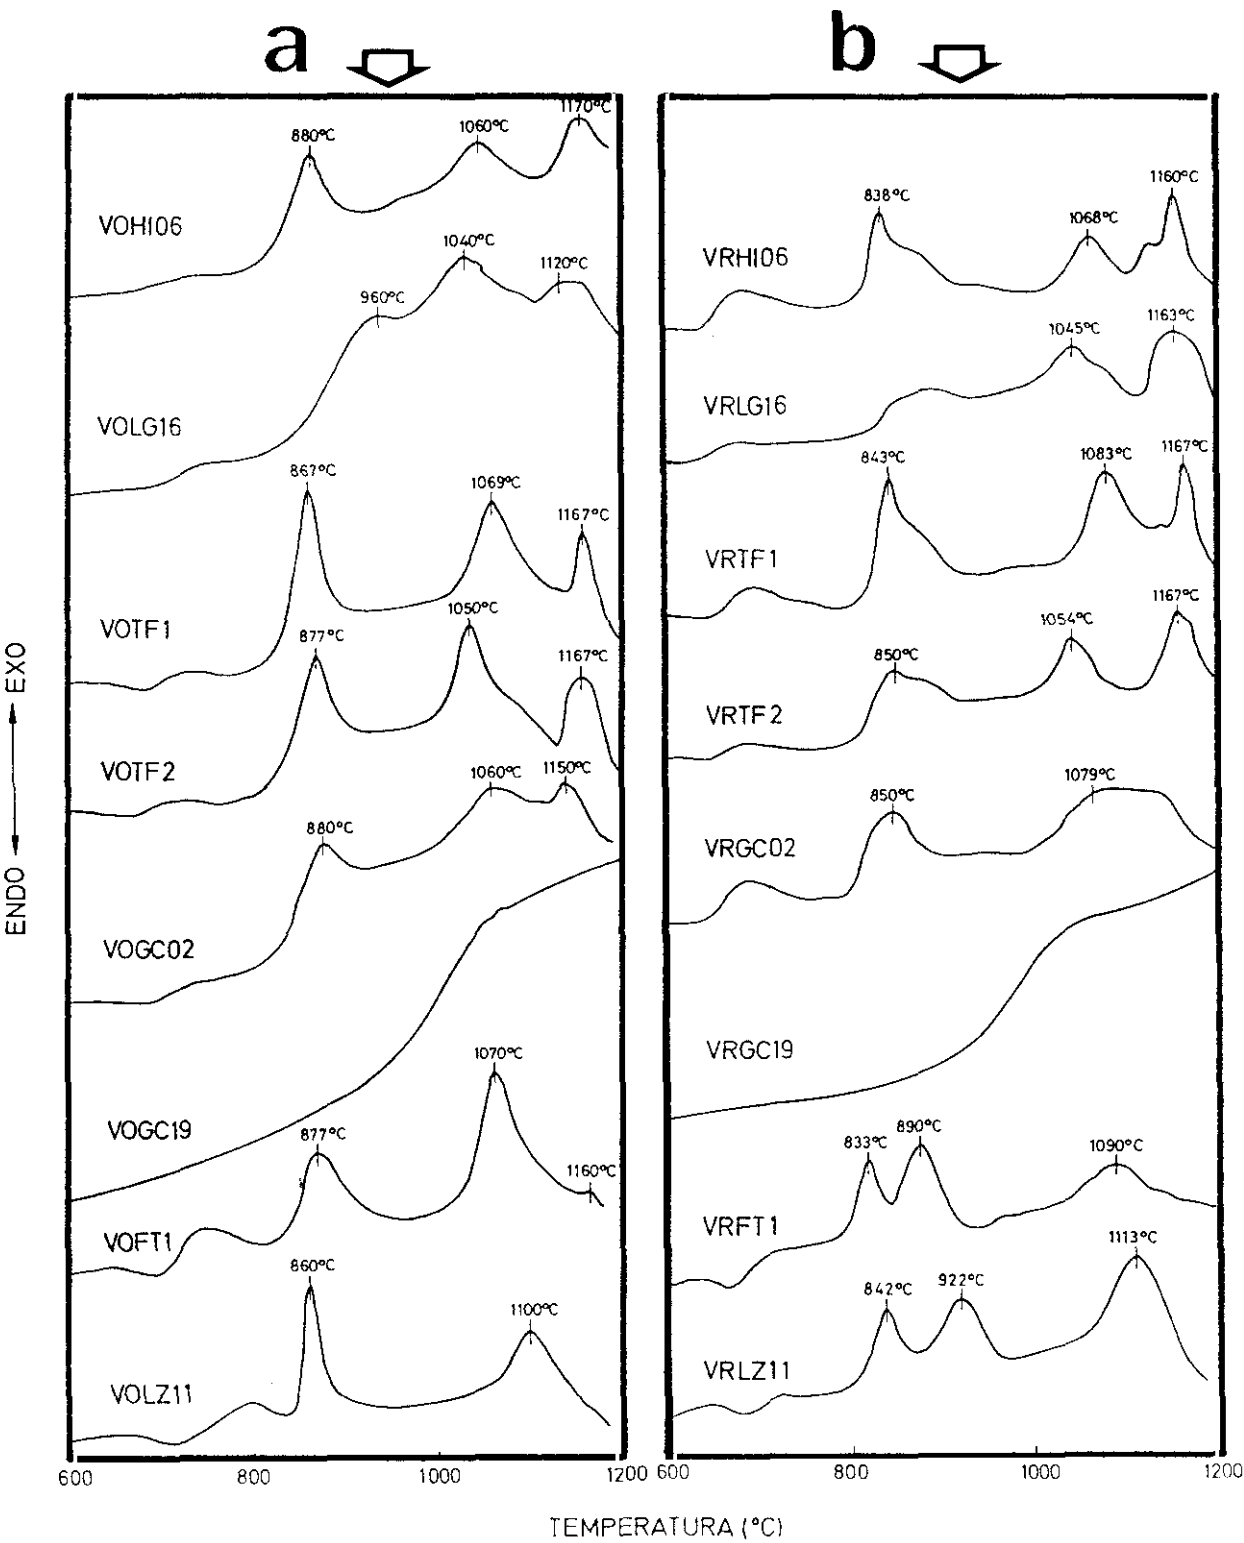 a
b
1170°C
880°C
1060°C
VOHI06
1040°C
1120°C
960°C
VOLG16
867°C
1069°C
1167°C
VOTF1
877°C
1050°C
1167°C
VOTF2
880°C
1060°C
1150°C
VOGC02
VOGC19
877°C
1070°C
1160°C
VOFT1
860°C
1100°C
VOLZ11
838°C
1068°C
1160°C
VRHI06
1045°C
1163°C
VRLG16
843°C
1083°C
1167°C
VRTF1
850°C
1054°C
1167°C
VRTF2
850°C
1079°C
VRGC02
VRGC19
833°C
890°C
1090°C
VRFT1
842°C
922°C
1113°C
VRLZ11
ENDO EXO
600 800 1000 1200 600 800 1000 1200
TEMPERATURA (°C)